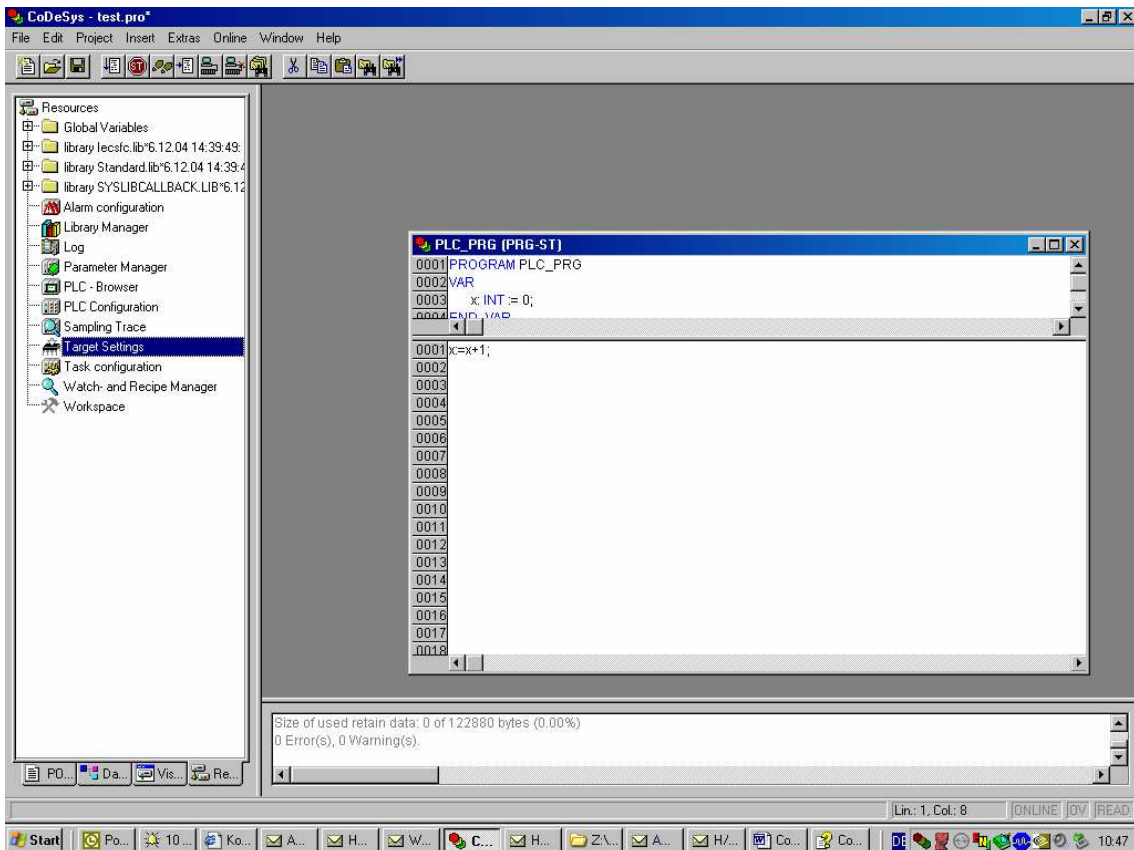 CoDeSys - test.pro*
File Edit Project Insert Extras Online Window Help
Resources
Global Variables
library Iecsfc.lib*6.12.04 14:39:49:
library Standard.lib*6.12.04 14:39:4
library SYSLIBCALLBACK.LIB*6.12
Alarm configuration
Library Manager
Log
Parameter Manager
PLC - Browser
PLC Configuration
Sampling Trace
Target Settings
Task configuration
Watch- and Recipe Manager
Workspace
PLC_PRG (PRG-ST)
0001 PROGRAM PLC_PRG
0002 VAR
0003 x: INT := 0;
0004 END_VAR
0001 x:=x+1;
0002
0003
0004
0005
0006
0007
0008
0009
0010
0011
0012
0013
0014
0015
0016
0017
0018
Size of used retain data: 0 of 122880 bytes (0.00%)
0 Error(s), 0 Warning(s).
PO... Da... Vis... Re...
Lin.: 1, Col.: 8 ONLINE OV READ
Start Po... 10 ... Ko... A... H... W... C... H... Z:\... A... H/... Co... Co... DE 10:47